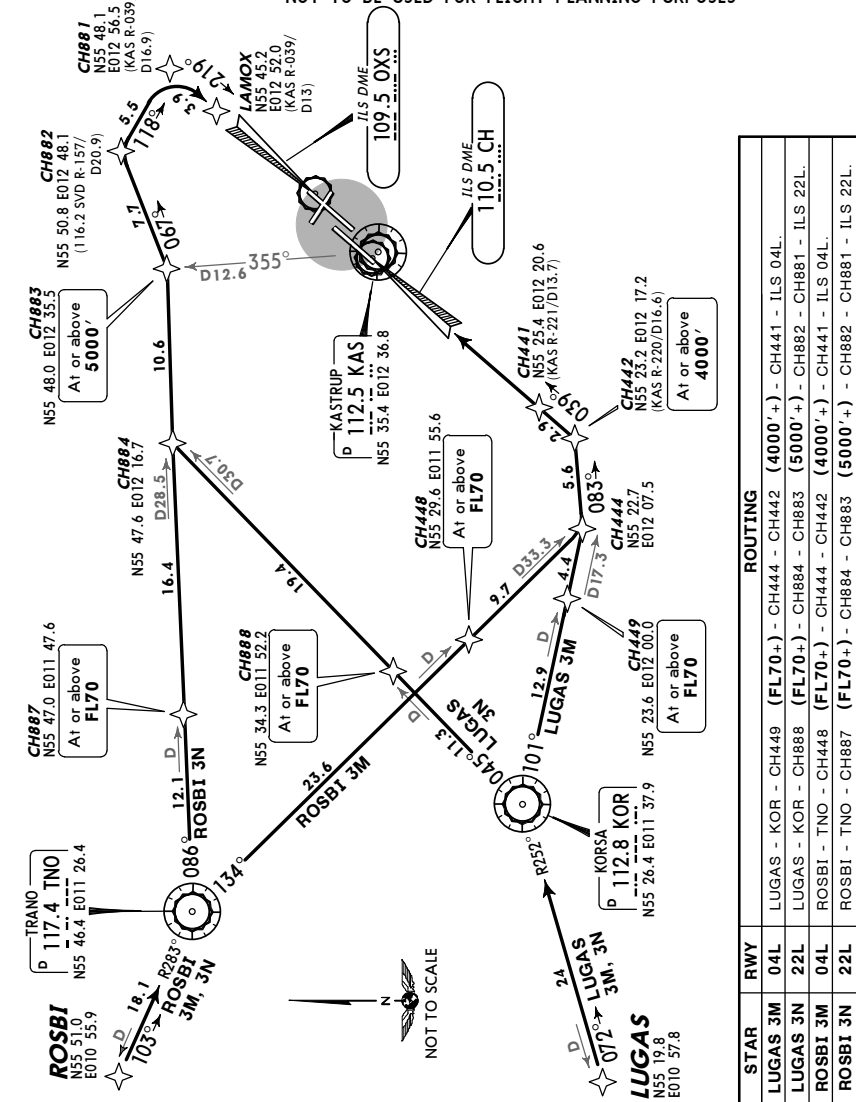 NOT TO BE USED FOR FLIGHT PLANNING PURPOSES
CH881
N55 48.1
E012 56.5
(KAS R-039
D16.9)
-219°
5.5
118°
3.9
LAMOX
N55 45.2
E012 52.0
(KAS R-039/
D13)
CH882
N55 50.8 E012 48.1
(116.2 SVD R-157/
D20.9)
7.7
067°
ILS DME
109.5 OXS
ILS DME
110.5 CH
355°
D12.6
CH883
N55 48.0 E012 35.5
At or above
5000'
10.6
KASTRUP
D 112.5 KAS
N55 35.4 E012 36.8
CH441
N55 25.4 E012 20.6
(KAS R-221/D13.7)
039°
2.9
CH442
N55 23.2 E012 17.2
(KAS R-220/D16.6)
At or above
4000'
CH884
N55 47.6 E012 16.7
D28.5
D30.7
16.4
19.4
CH448
N55 29.6 E011 55.6
At or above
FL70
D33.3
9.7
D
5.6
083°
CH444
N55 22.7
E012 07.5
4.4
D17.3
CH887
N55 47.0 E011 47.6
At or above
FL70
D
12.1
ROSBI 3N
086°
CH888
N55 34.3 E011 52.2
At or above
FL70
D
11.3
LUGAS
3N
045°
23.6
ROSBI 3M
134°
D
12.9
LUGAS 3M
101°
CH449
N55 23.6 E012 00.0
At or above
FL70
TRANO
D 117.4 TNO
N55 46.4 E011 26.4
R283°
KORSA
D 112.8 KOR
N55 26.4 E011 37.9
R252°
ROSBI
N55 51.0
E010 55.9
D
18.1
103°
ROSBI
3M, 3N
N
NOT TO SCALE
LUGAS
N55 19.8
E010 57.8
D
24
072°
LUGAS
3M, 3N
STAR RWY ROUTING
LUGAS 3M 04L LUGAS - KOR - CH449 (FL70+) - CH444 - CH442 (4000'+) - CH441 - ILS 04L.
LUGAS 3N 22L LUGAS - KOR - CH888 (FL70+) - CH884 - CH883 (5000'+) - CH882 - CH881 - ILS 22L.
ROSBI 3M 04L ROSBI - TNO - CH448 (FL70+) - CH444 - CH442 (4000'+) - CH441 - ILS 04L.
ROSBI 3N 22L ROSBI - TNO - CH887 (FL70+) - CH884 - CH883 (5000'+) - CH882 - CH881 - ILS 22L.